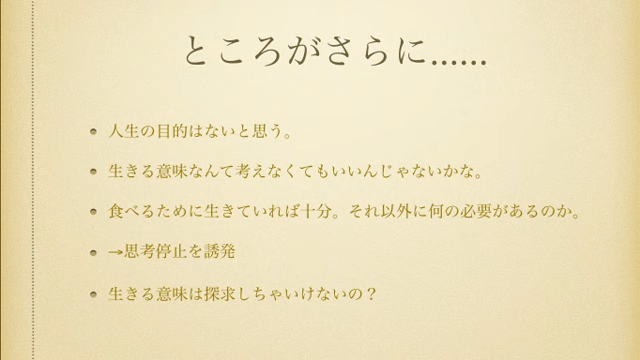 ところがさらに......
人生の目的はないと思う。
生きる意味なんて考えなくてもいいんじゃないかな。
食べるために生きていれば十分。それ以外に何の必要があるのか。
→思考停止を誘発
生きる意味は探求しちゃいけないの？